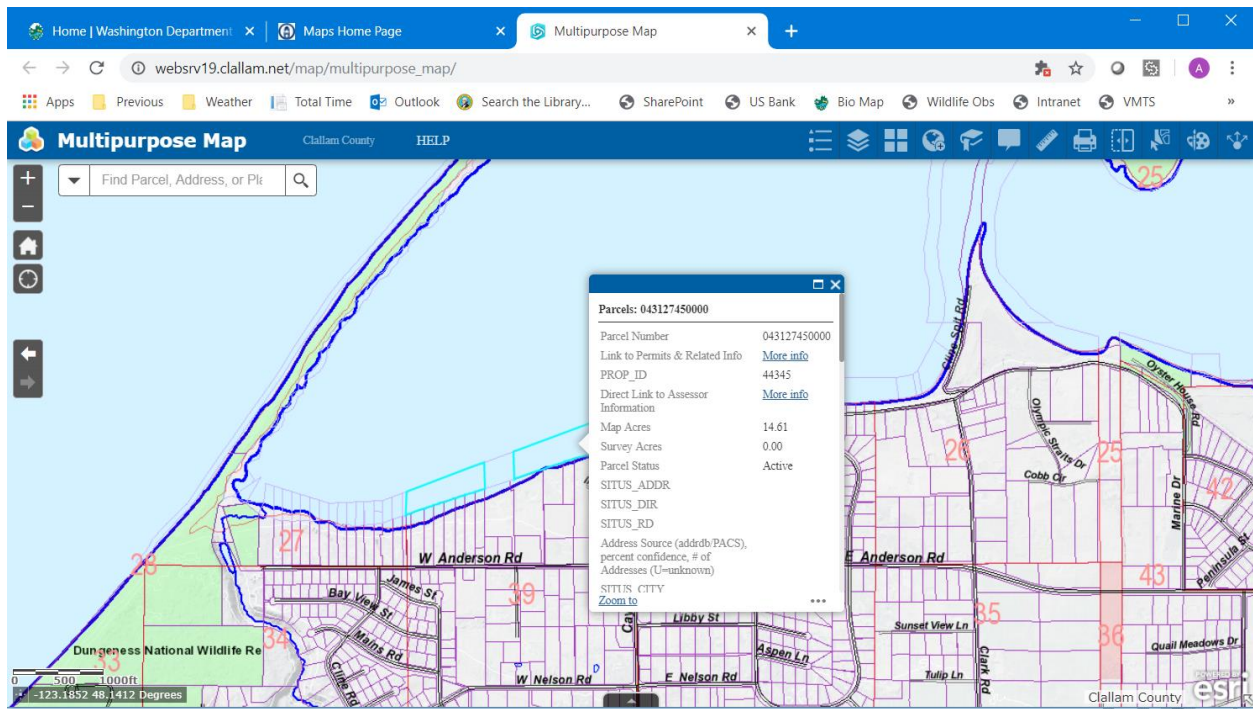 Home | Washington Department
Maps Home Page
Multipurpose Map
websrv19.clallam.net/map/multipurpose_map/
A
Apps Previous Weather Total Time Outlook Search the Library... SharePoint US Bank Bio Map Wildlife Obs Intranet VMTS »
Multipurpose Map Clallam County HELP
Find Parcel, Address, or Pla
25
Parcels: 043127450000
Parcel Number 043127450000
Link to Permits & Related Info More info
PROP_ID 44345
Direct Link to Assessor Information More info
Map Acres 14.61
Survey Acres 0.00
Parcel Status Active
SITUS_ADDR
SITUS_DIR
SITUS_RD
Address Source (addrdb/PACS),
percent confidence, # of
Addresses (U=unknown)
SITUS_CITY
Zoom to
Cline Spit Rd
Oyster House Rd
Olympic Straits Dr
Cobb Cir
Marine Dr
Peninsula St
26
25
42
27
28
W Anderson Rd
E Anderson Rd
39
43
James St
Bay View St
Mains Rd
Cline Rd
34
33
Dungeness National Wildlife Re
Libby St
Aspen Ln
W Nelson Rd
E Nelson Rd
35
36
Sunset View Ln
Tulip Ln
Clark Rd
Quail Meadows Dr
0 500 1000ft
-123.1852 48.1412 Degrees
Clallam County
POWERED BY
esri